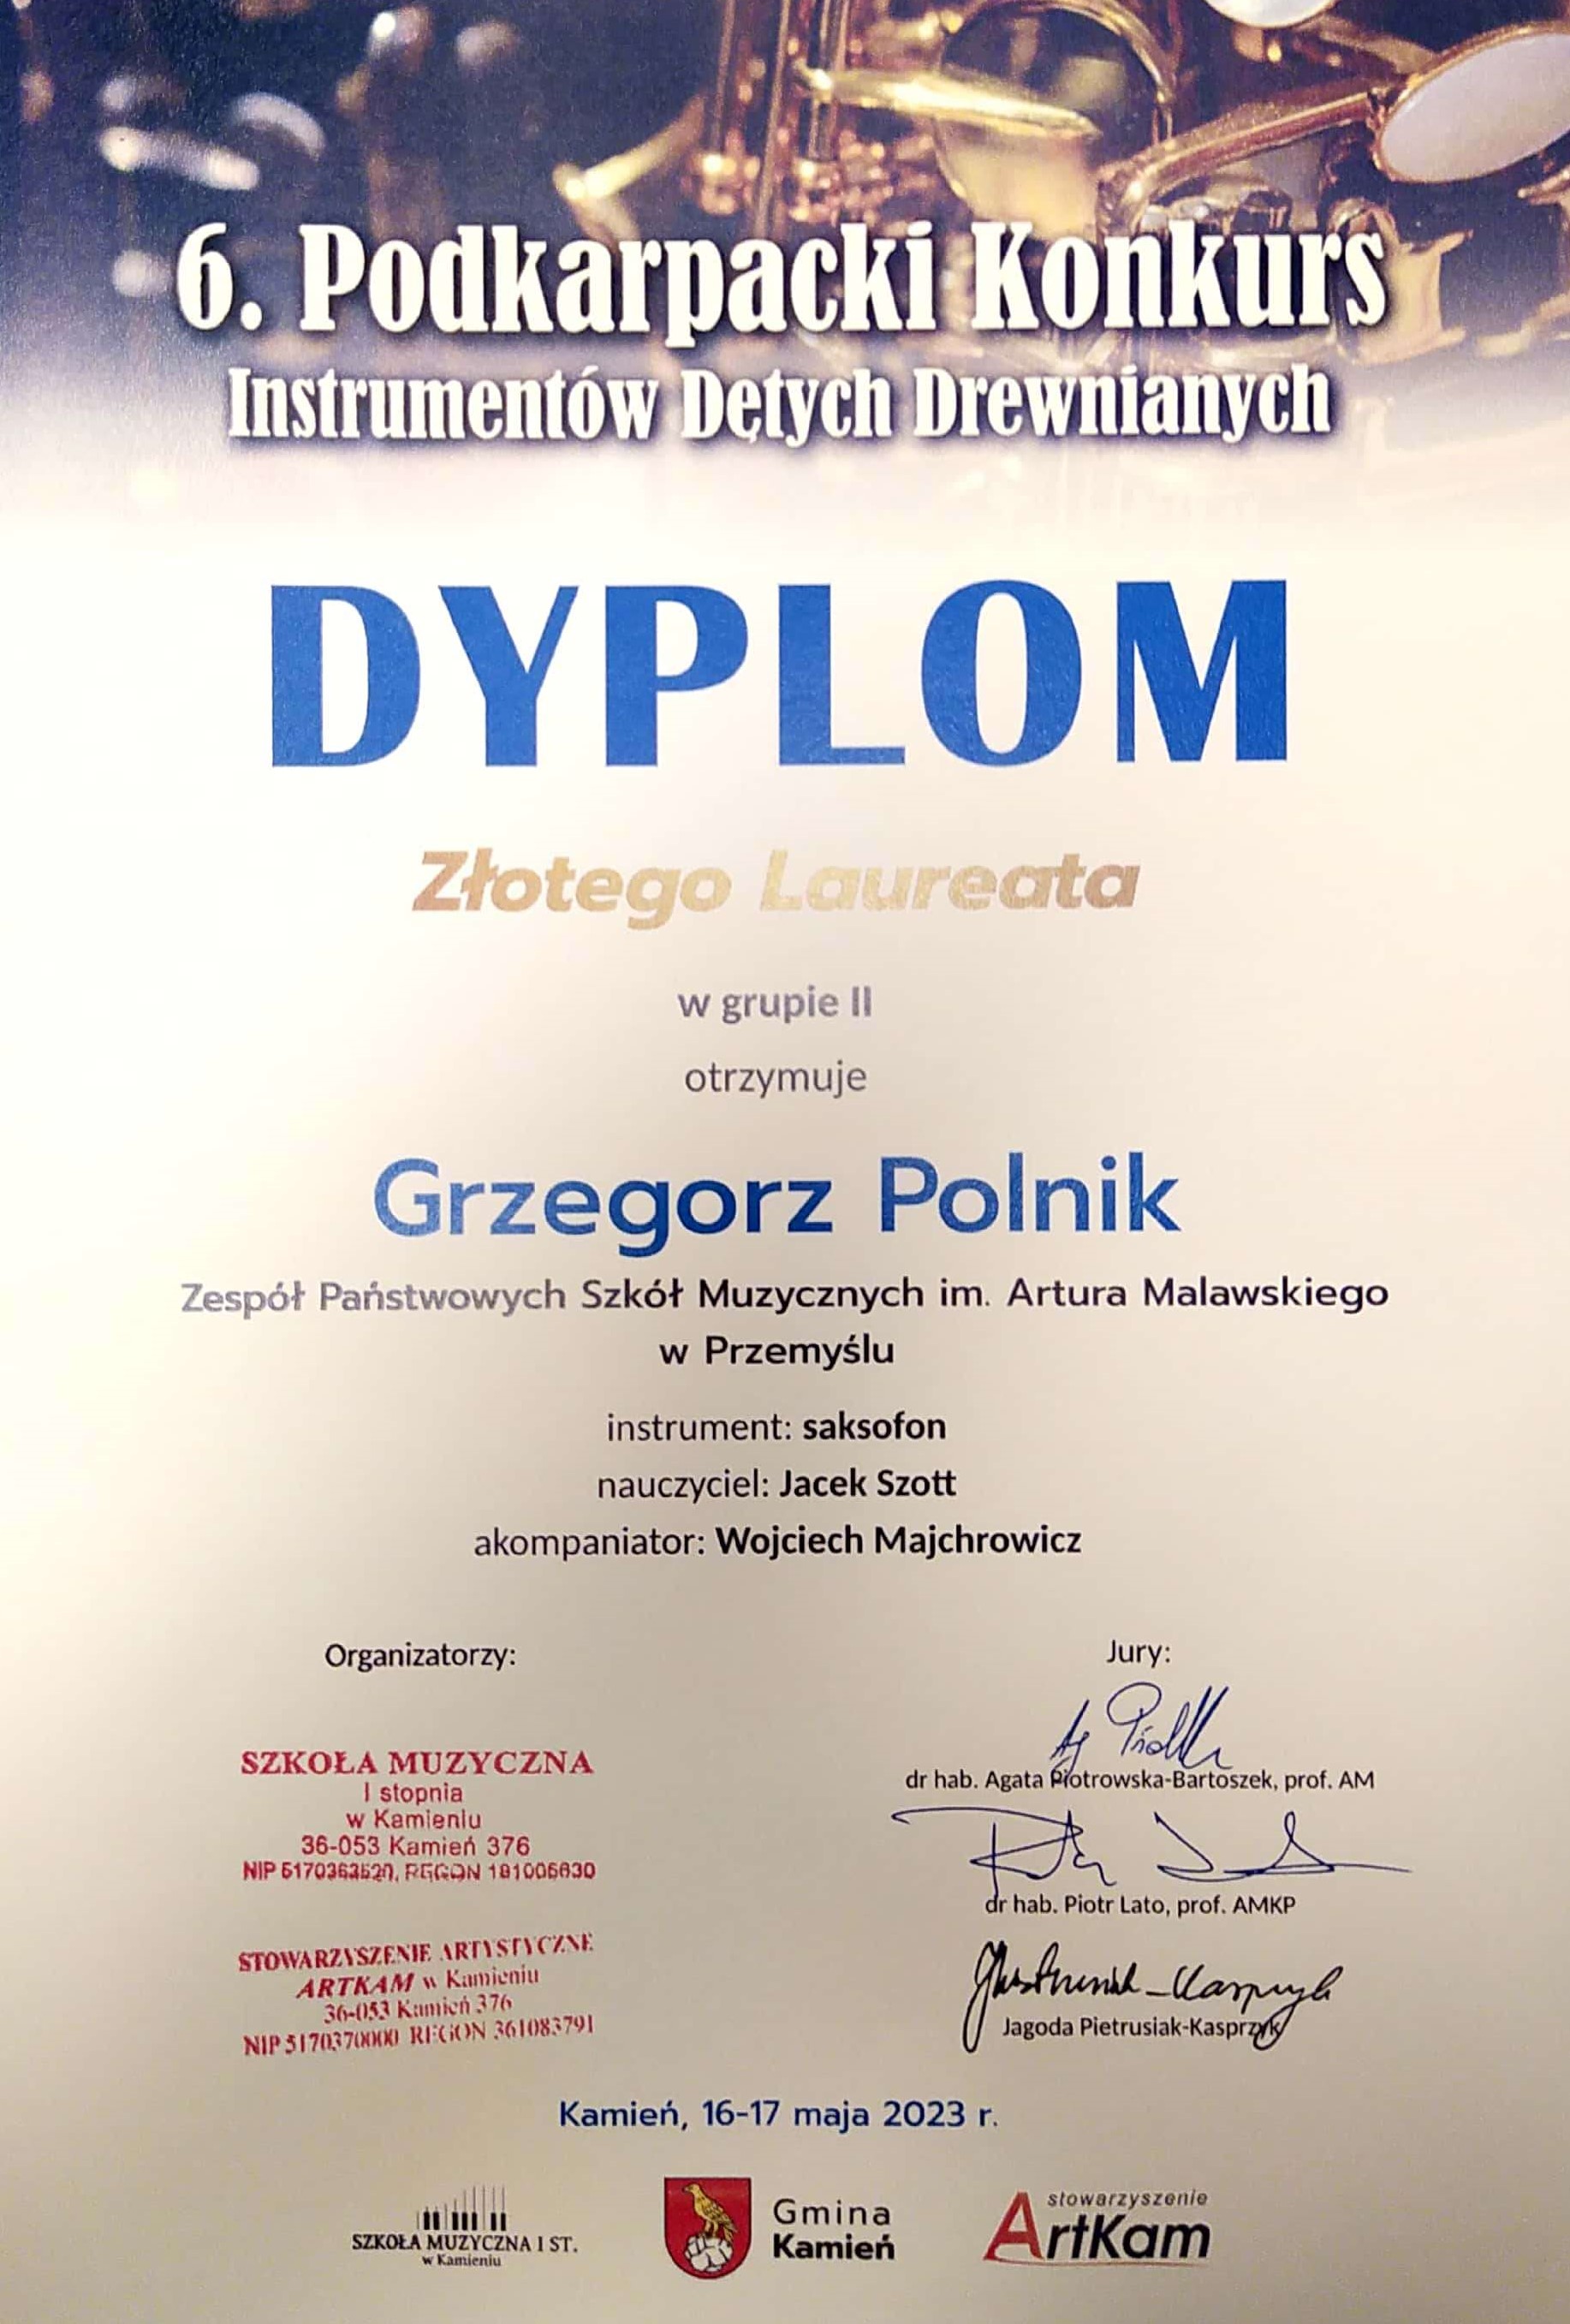 6. Podkarpacki Konkurs
Instrumentów Dętych Drewnianych
DYPLOM
Złotego Laureata
w grupie II
otrzymuje
Grzegorz Polnik
Zespół Państwowych Szkół Muzycznych im. Artura Malawskiego
w Przemyślu
instrument: saksofon
nauczyciel: Jacek Szott
akompaniator: Wojciech Majchrowicz
Organizatorzy:
SZKOŁA MUZYCZNA
I stopnia
w Kamieniu
36-053 Kamień 376
NIP 5170363520, REGON 181006630
STOWARZYSZENIE ARTYSTYCZNE
ARTKAM w Kamieniu
36-053 Kamień 376
NIP 5170370000 REGON 361083791
Jury:
dr hab. Agata Piotrowska-Bartoszek, prof. AM
dr hab. Piotr Lato, prof. AMKP
Jagoda Pietrusiak-Kasprzyk
Kamień, 16-17 maja 2023 r.
SZKOŁA MUZYCZNA I ST.
w Kamieniu
Gmina
Kamień
stowarzyszenie
ArtKam